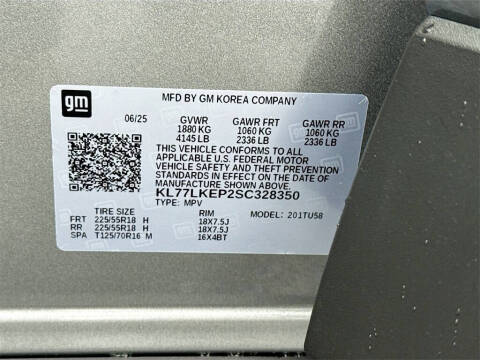 gm
MFD BY GM KOREA COMPANY
06/25 GVWR GAWR FRT GAWR RR
1880 KG 1060 KG 1060 KG
4145 LB 2336 LB 2336 LB
THIS VEHICLE CONFORMS TO ALL
APPLICABLE U.S. FEDERAL MOTOR
VEHICLE SAFETY AND THEFT PREVENTION
STANDARDS IN EFFECT ON THE DATE OF
MANUFACTURE SHOWN ABOVE.
KL77LKEP2SC328350
TYPE: MPV MODEL: 201TU58
TIRE SIZE RIM
FRT 225/55R18 H 18X7.5J
RR 225/55R18 H 18X7.5J
SPA T125/70R16 M 16X4BT